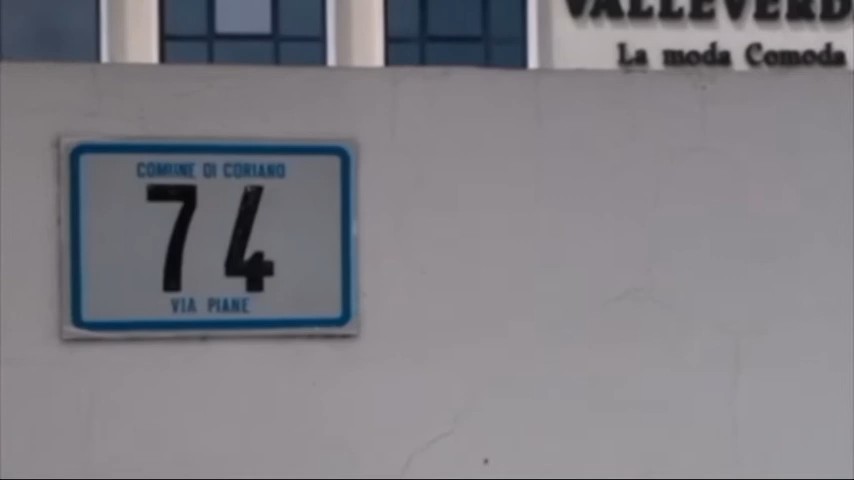 VALLEVERD
La moda Comoda
COMUNE DI CORIANO
74
VIA PIANE